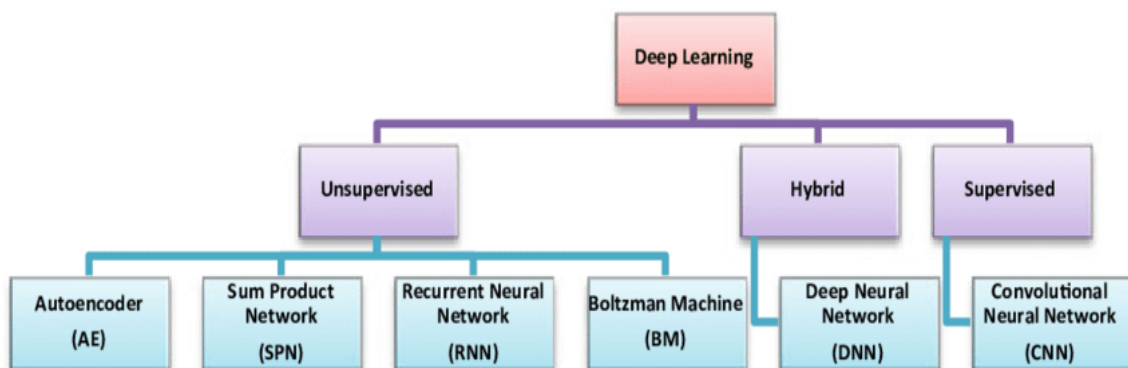 Deep Learning
Unsupervised
Hybrid
Supervised
Autoencoder
(AE)
Sum Product
Network
(SPN)
Recurrent Neural
Network
(RNN)
Boltzman Machine
(BM)
Deep Neural
Network
(DNN)
Convolutional
Neural Network
(CNN)